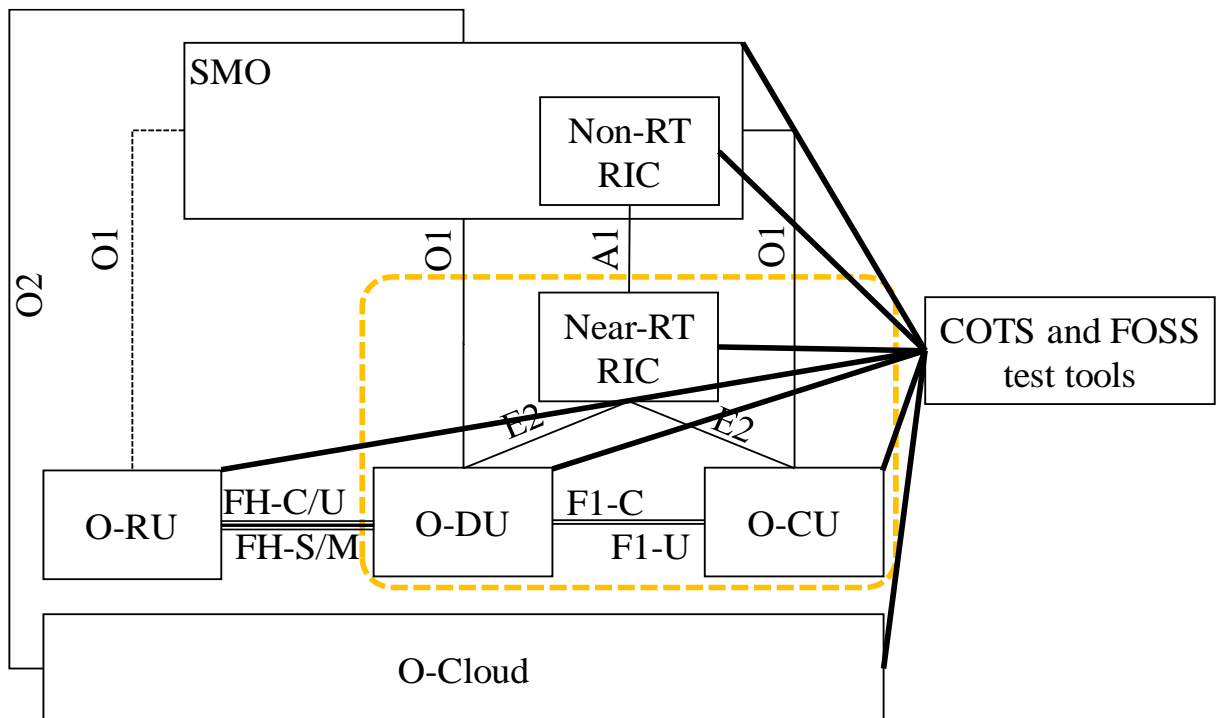 SMO
Non-RT
RIC
O1
O1
A1
O1
O2
Near-RT
RIC
COTS and FOSS
test tools
E2
E2
O-RU
FH-C/U
FH-S/M
O-DU
F1-C
F1-U
O-CU
O-Cloud